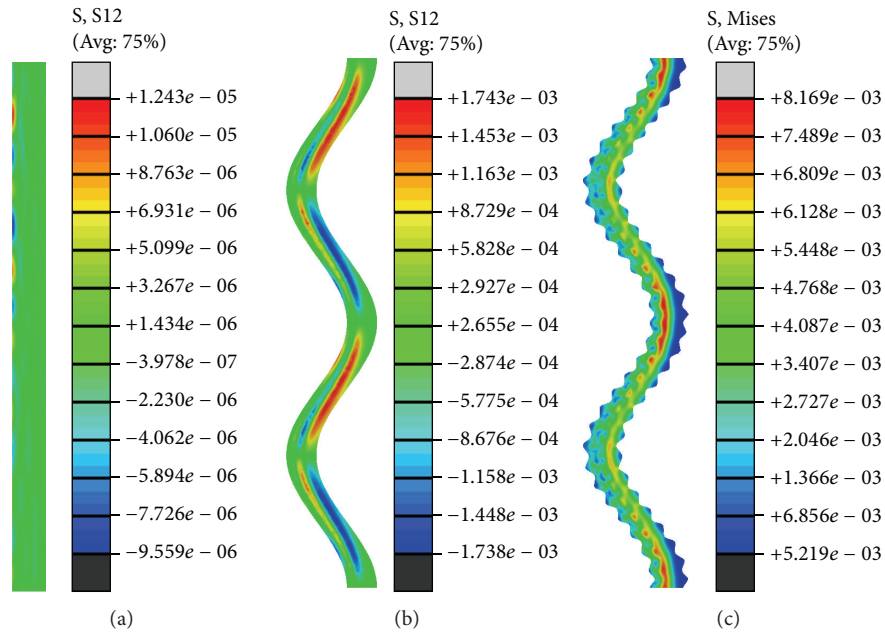 S, S12
(Avg: 75%)
+1.243e − 05
+1.060e − 05
+8.763e − 06
+6.931e − 06
+5.099e − 06
+3.267e − 06
+1.434e − 06
−3.978e − 07
−2.230e − 06
−4.062e − 06
−5.894e − 06
−7.726e − 06
−9.559e − 06
(a)
S, S12
(Avg: 75%)
+1.743e − 03
+1.453e − 03
+1.163e − 03
+8.729e − 04
+5.828e − 04
+2.927e − 04
+2.655e − 04
−2.874e − 04
−5.775e − 04
−8.676e − 04
−1.158e − 03
−1.448e − 03
−1.738e − 03
(b)
S, Mises
(Avg: 75%)
+8.169e − 03
+7.489e − 03
+6.809e − 03
+6.128e − 03
+5.448e − 03
+4.768e − 03
+4.087e − 03
+3.407e − 03
+2.727e − 03
+2.046e − 03
+1.366e − 03
+6.856e − 03
+5.219e − 03
(c)